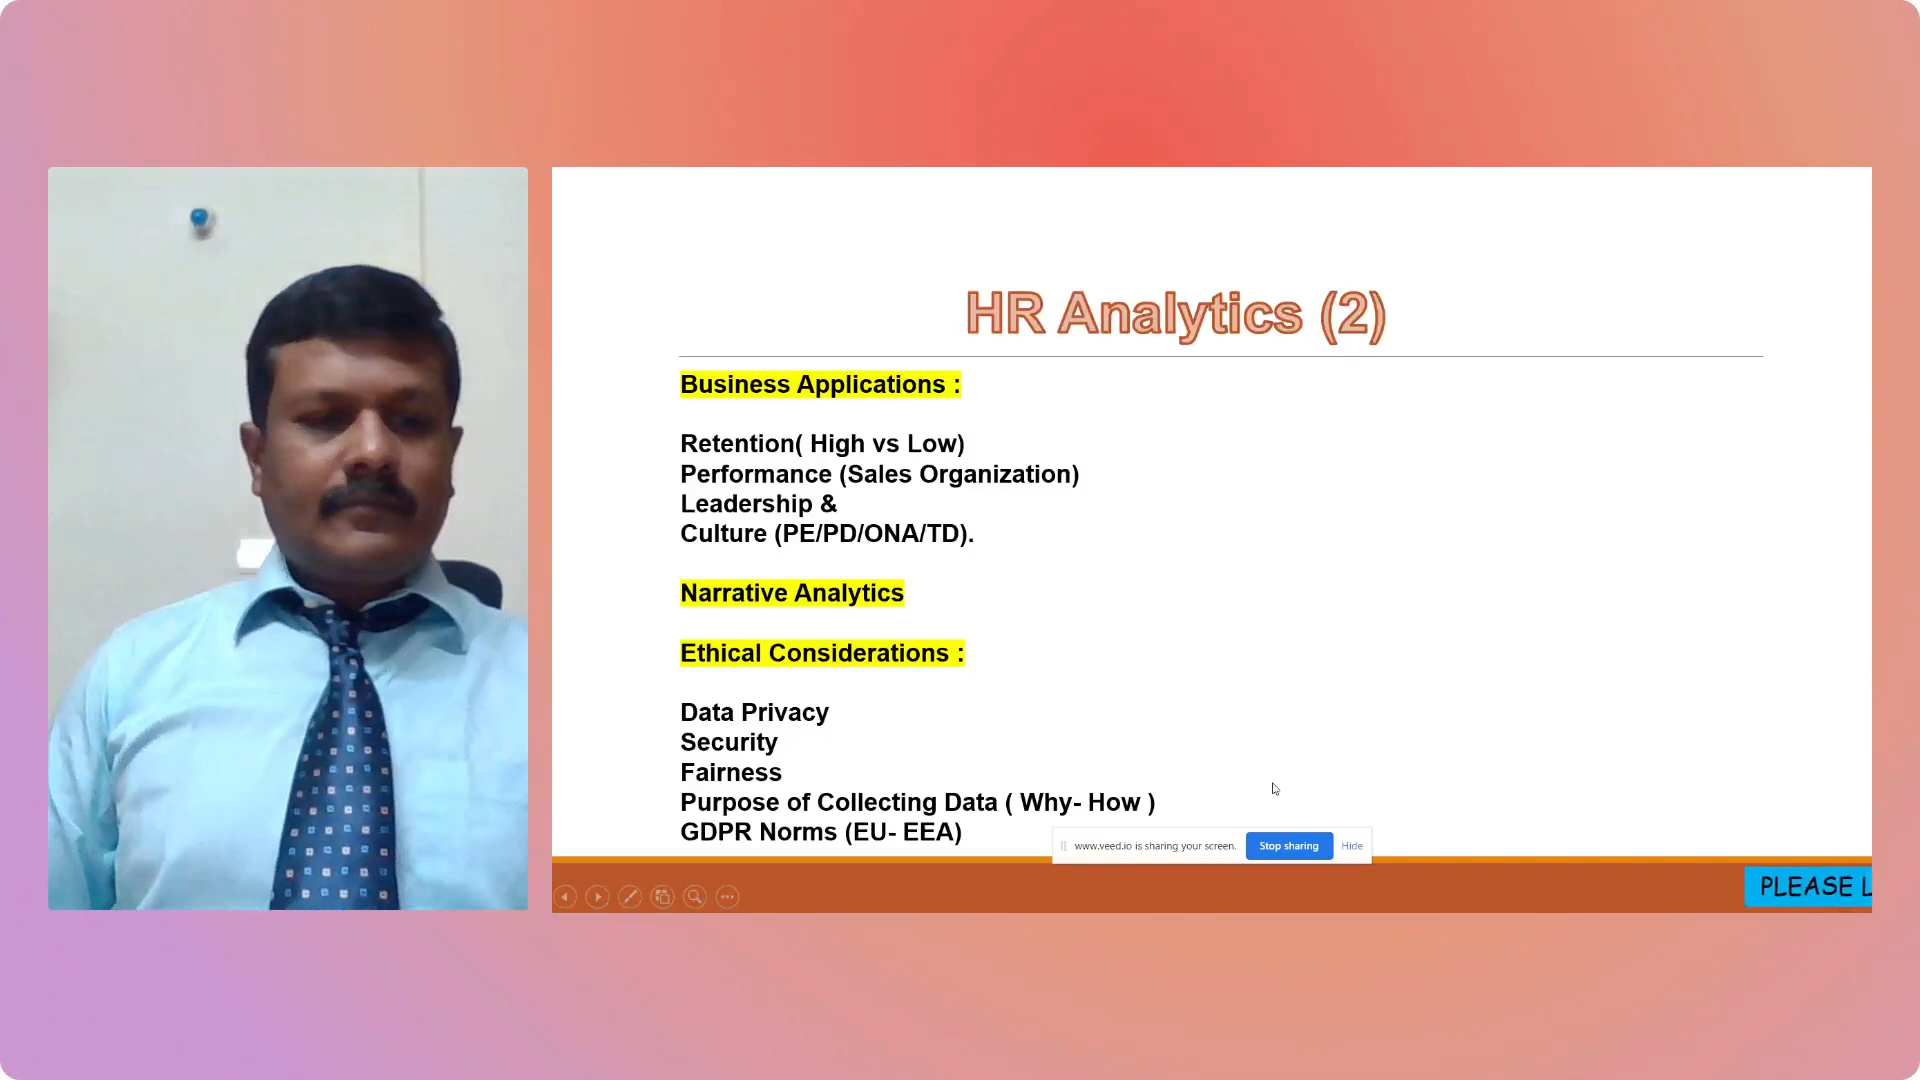 HR Analytics (2)
Business Applications :
Retention( High vs Low)
Performance (Sales Organization)
Leadership &
Culture (PE/PD/ONA/TD).
Narrative Analytics
Ethical Considerations :
Data Privacy
Security
Fairness
Purpose of Collecting Data ( Why- How )
GDPR Norms (EU- EEA)
www.veed.io is sharing your screen. Stop sharing Hide
PLEASE L